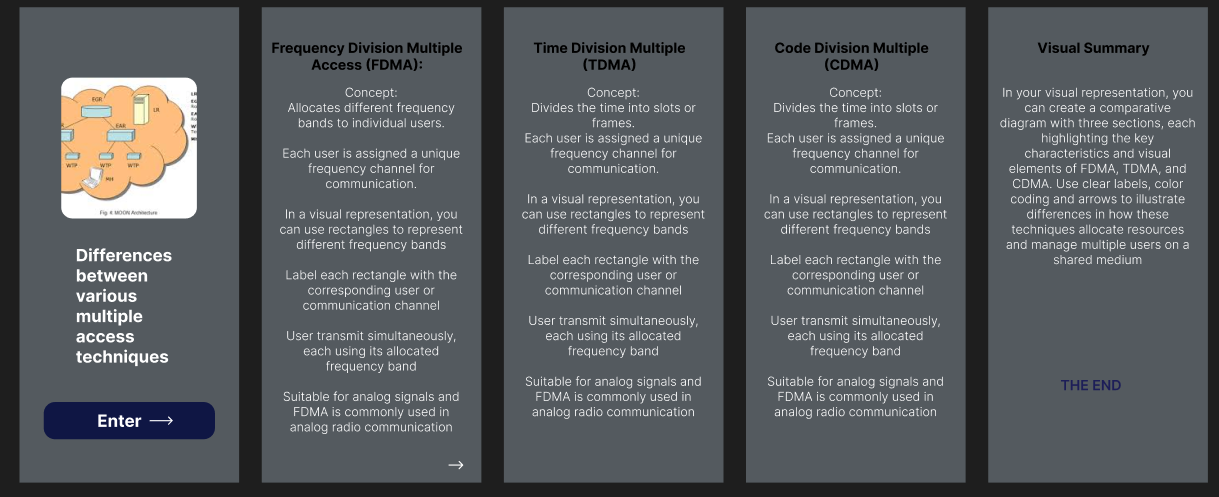 EGR
LR
EAR
WTP
WTP
WTP
MH
Fig. 4: MOON Architecture
Differences
between
various
multiple
access
techniques
Enter
Frequency Division Multiple
Access (FDMA):
Concept:
Allocates different frequency
bands to individual users.
Each user is assigned a unique
frequency channel for
communication.
In a visual representation, you
can use rectangles to represent
different frequency bands
Label each rectangle with the
corresponding user or
communication channel
User transmit simultaneously,
each using its allocated
frequency band
Suitable for analog signals and
FDMA is commonly used in
analog radio communication
Time Division Multiple
(TDMA)
Concept:
Divides the time into slots or
frames.
Each user is assigned a unique
frequency channel for
communication.
In a visual representation, you
can use rectangles to represent
different frequency bands
Label each rectangle with the
corresponding user or
communication channel
User transmit simultaneously,
each using its allocated
frequency band
Suitable for analog signals and
FDMA is commonly used in
analog radio communication
Code Division Multiple
(CDMA)
Concept:
Divides the time into slots or
frames.
Each user is assigned a unique
frequency channel for
communication.
In a visual representation, you
can use rectangles to represent
different frequency bands
Label each rectangle with the
corresponding user or
communication channel
User transmit simultaneously,
each using its allocated
frequency band
Suitable for analog signals and
FDMA is commonly used in
analog radio communication
Visual Summary
In your visual representation, you
can create a comparative
diagram with three sections, each
highlighting the key
characteristics and visual
elements of FDMA, TDMA, and
CDMA. Use clear labels, color
coding and arrows to illustrate
differences in how these
techniques allocate resources
and manage multiple users on a
shared medium
THE END